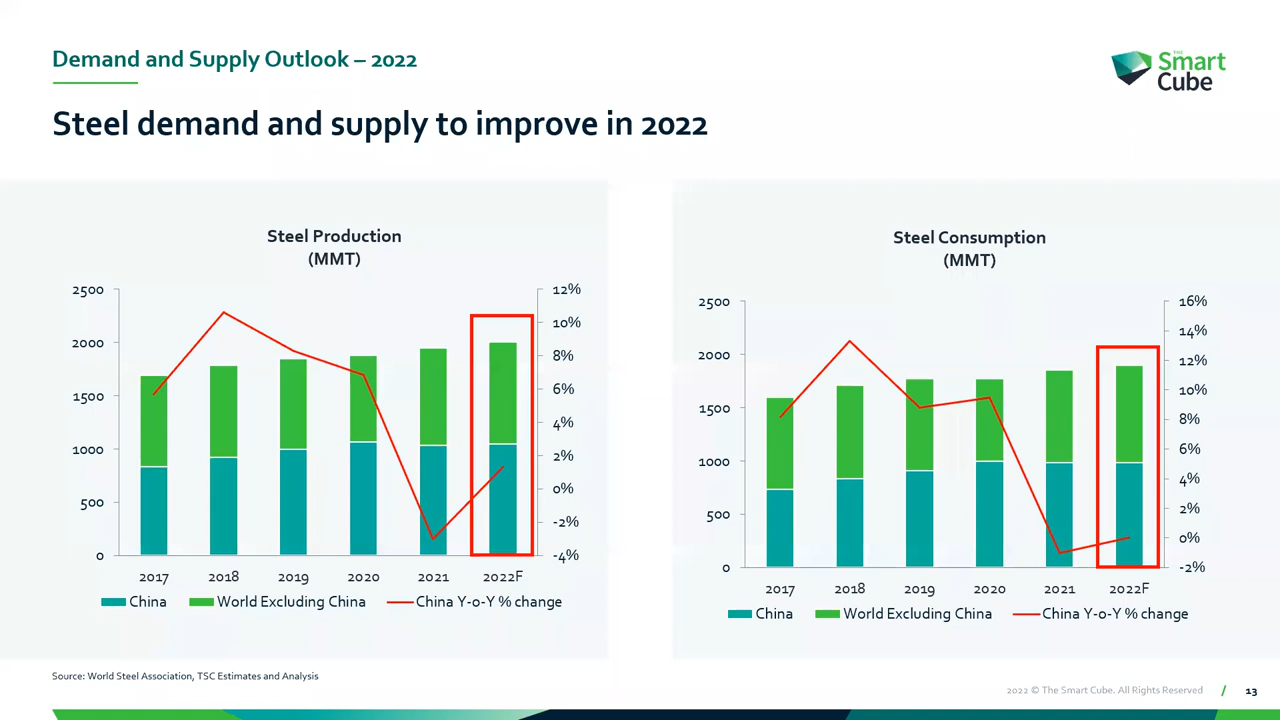 Demand and Supply Outlook – 2022
THE
Smart
Cube
Steel demand and supply to improve in 2022
Steel Production
(MMT)
2500
2000
1500
1000
500
0
12%
10%
8%
6%
4%
2%
0%
-2%
-4%
2017 2018 2019 2020 2021 2022F
China World Excluding China China Y-o-Y % change
Steel Consumption
(MMT)
2500
2000
1500
1000
500
0
16%
14%
12%
10%
8%
6%
4%
2%
0%
-2%
2017 2018 2019 2020 2021 2022F
China World Excluding China China Y-o-Y % change
Source: World Steel Association, TSC Estimates and Analysis
2022 © The Smart Cube. All Rights Reserved / 13